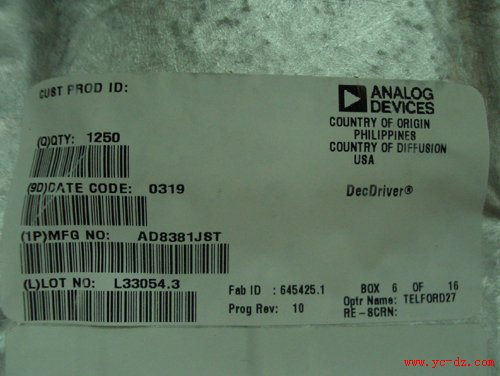 CUST PROD ID:
ANALOG
DEVICES
COUNTRY OF ORIGIN
PHILIPPINES
COUNTRY OF DIFFUSION
USA
(Q)QTY: 1250
(9D)DATE CODE: 0319
DecDriver®
(1P)MFG NO: AD8381JST
(L)LOT NO: L33054.3
Fab ID : 645425.1
BOX 6 OF 16
Optr Name: TELFORD27
Prog Rev: 10
RE-SCRN:
www.yc-dz.com